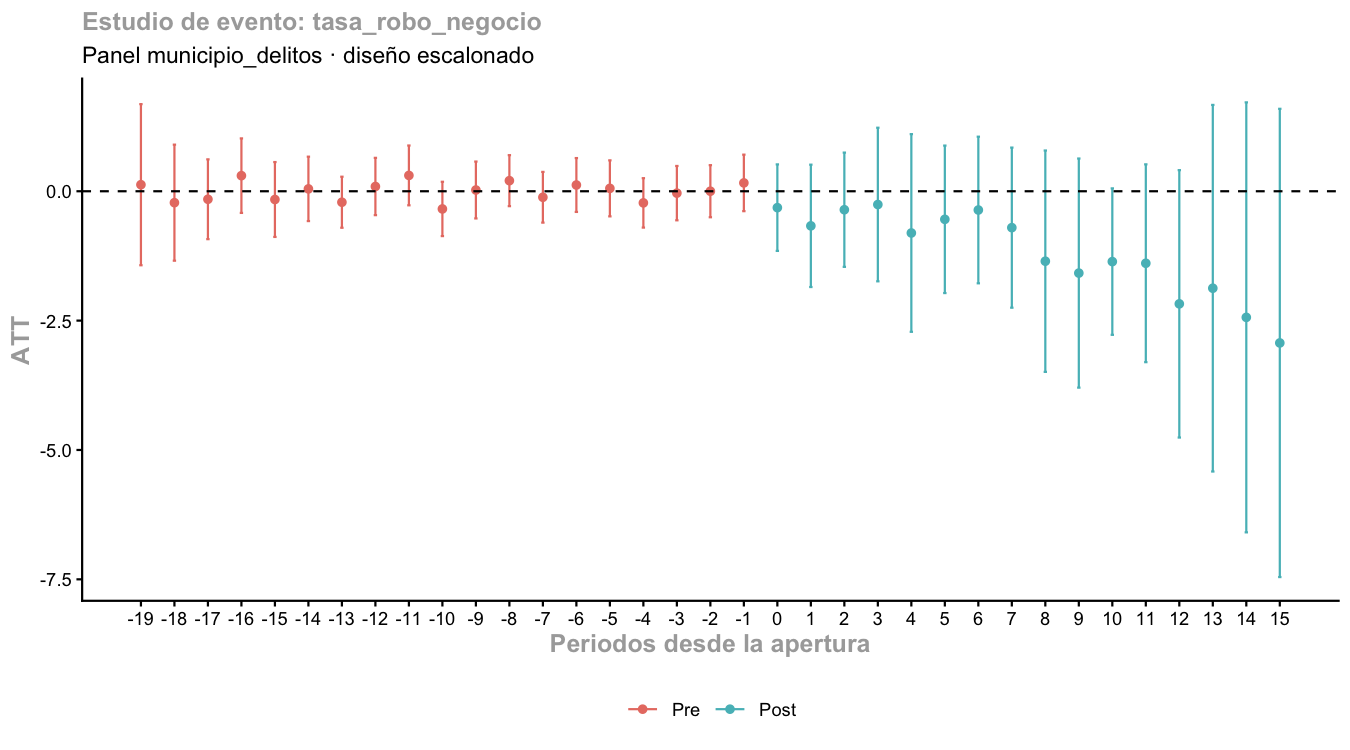 Estudio de evento: tasa_robo_negocio
Panel municipio_delitos · diseño escalonado
ATT
0.0
-2.5
-5.0
-7.5
-19 -18 -17 -16 -15 -14 -13 -12 -11 -10 -9 -8 -7 -6 -5 -4 -3 -2 -1 0 1 2 3 4 5 6 7 8 9 10 11 12 13 14 15
Periodos desde la apertura
Pre Post